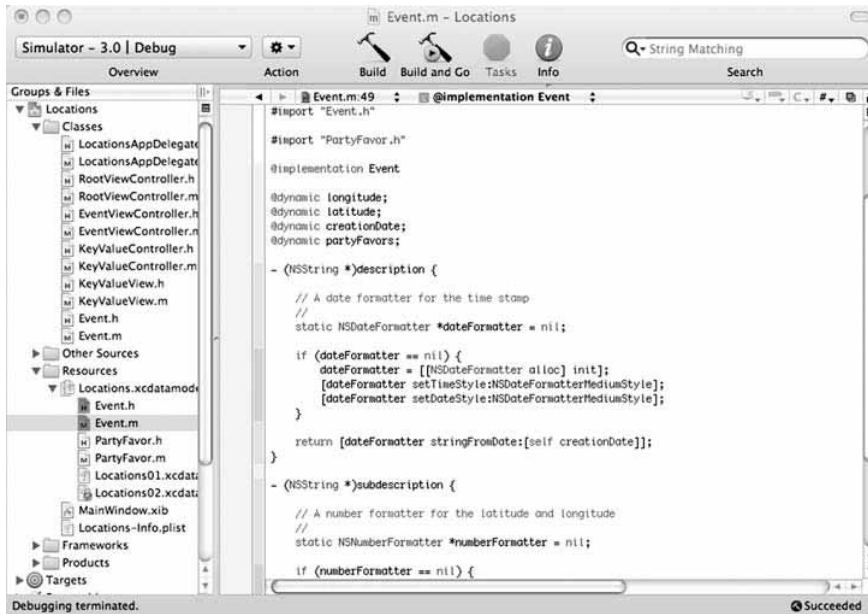 Event.m - Locations
Simulator - 3.0 | Debug
Overview
Action
Build
Build and Go
Tasks
Info
String Matching
Search
Groups & Files
Locations
Classes
LocationsAppDelegate
LocationsAppDelegate
RootViewController.h
RootViewController.m
EventViewController.h
EventViewController.m
KeyValueController.h
KeyValueController.m
KeyValueView.h
KeyValueView.m
Event.h
Event.m
Other Sources
Resources
Locations.xcdatamode
Event.h
Event.m
PartyFavor.h
PartyFavor.m
Locations01.xcdata
Locations02.xcdata
MainWindow.xib
Locations-Info.plist
Frameworks
Products
Targets
Event.m:49
@implementation Event
#import "Event.h"
#import "PartyFavor.h"
@implementation Event
@dynamic longitude;
@dynamic latitude;
@dynamic creationDate;
@dynamic partyFavors;
- (NSString *)description {
// A date formatter for the time stamp
//
static NSDateFormatter *dateFormatter = nil;
if (dateFormatter == nil) {
dateFormatter = [[NSDateFormatter alloc] init];
[dateFormatter setTimeStyle:NSDateFormatterMediumStyle];
[dateFormatter setDateStyle:NSDateFormatterMediumStyle];
}
return [dateFormatter stringFromDate:[self creationDate]];
}
- (NSString *)subdescription {
// A number formatter for the latitude and longitude
//
static NSNumberFormatter *numberFormatter = nil;
if (numberFormatter == nil) {
Debugging terminated.
Succeeded